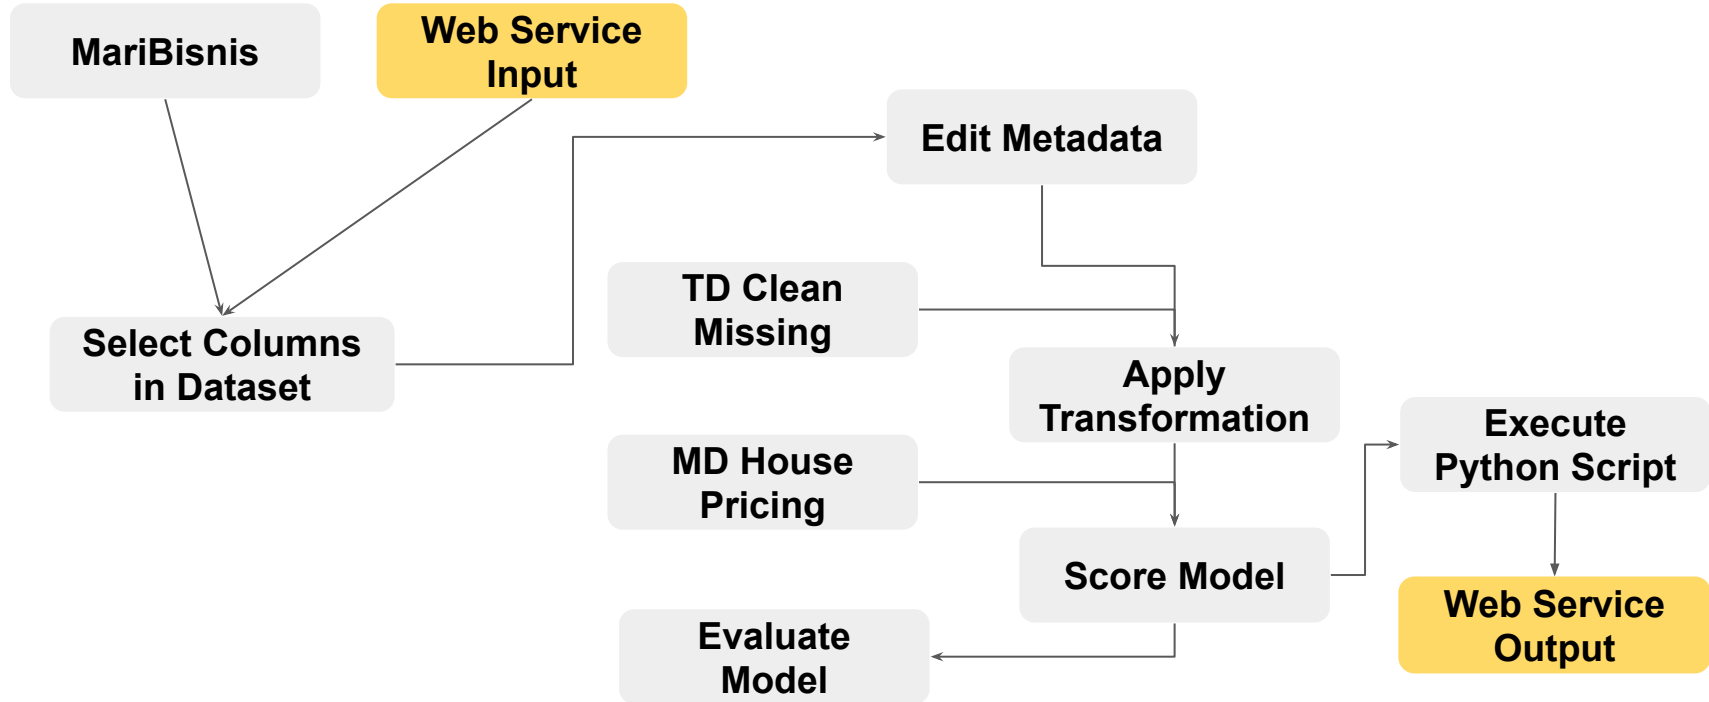 MariBisnis
Web Service
Input
Edit Metadata
TD Clean
Missing
Select Columns
in Dataset
Apply
Transformation
Execute
Python Script
MD House
Pricing
Score Model
Web Service
Output
Evaluate
Model